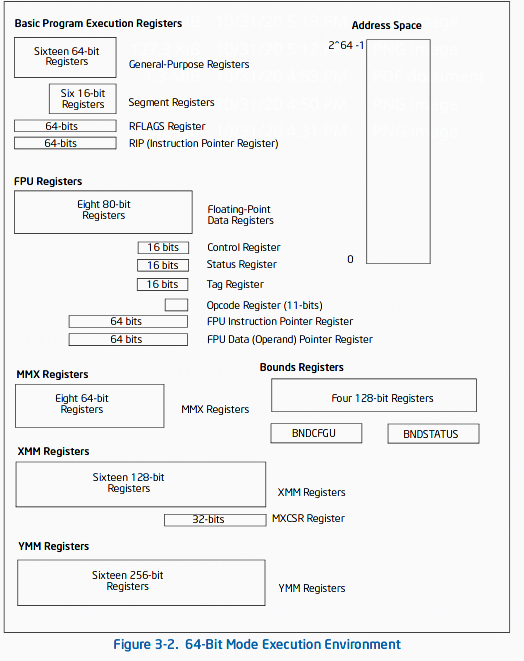 Basic Program Execution Registers
Address Space
2^64 -1
Sixteen 64-bit
Registers
General-Purpose Registers
Six 16-bit
Registers
Segment Registers
64-bits
RFLAGS Register
64-bits
RIP (Instruction Pointer Register)
FPU Registers
Eight 80-bit
Registers
Floating-Point
Data Registers
0
16 bits
Control Register
16 bits
Status Register
16 bits
Tag Register
Opcode Register (11-bits)
64 bits
FPU Instruction Pointer Register
64 bits
FPU Data (Operand) Pointer Register
MMX Registers
Bounds Registers
Eight 64-bit
Registers
MMX Registers
Four 128-bit Registers
BNDCFGU
BNDSTATUS
XMM Registers
Sixteen 128-bit
Registers
XMM Registers
32-bits
MXCSR Register
YMM Registers
Sixteen 256-bit
Registers
YMM Registers
Figure 3-2. 64-Bit Mode Execution Environment